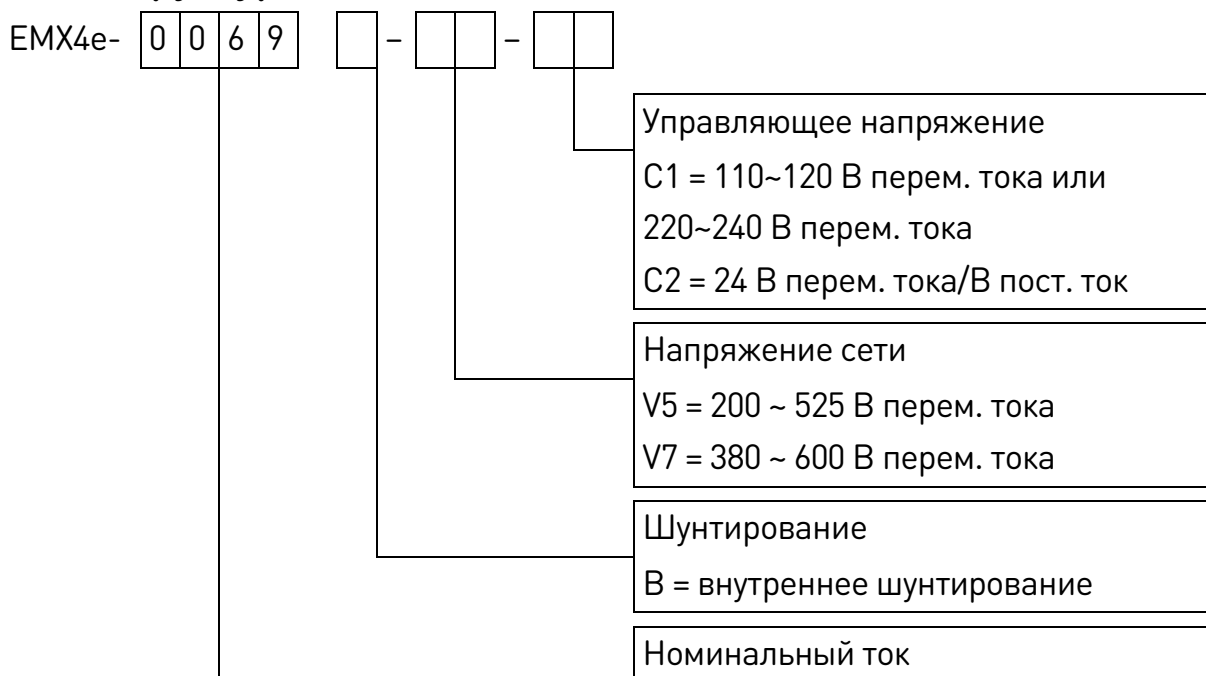 EMX4e- 0 0 6 9 – –
Управляющее напряжение
C1 = 110~120 В перем. тока или
220~240 В перем. тока
C2 = 24 В перем. тока/В пост. ток
Напряжение сети
V5 = 200 ~ 525 В перем. тока
V7 = 380 ~ 600 В перем. тока
Шунтирование
B = внутреннее шунтирование
Номинальный ток